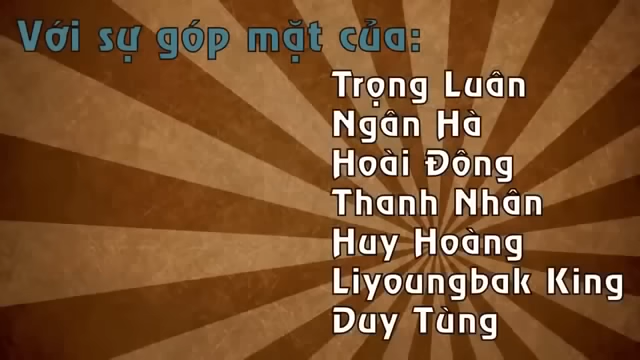 Với sự góp mặt của:
Trọng Luân
Ngân Hà
Hoài Đông
Thanh Nhân
Huy Hoàng
Liyoungbak King
Duy Tùng